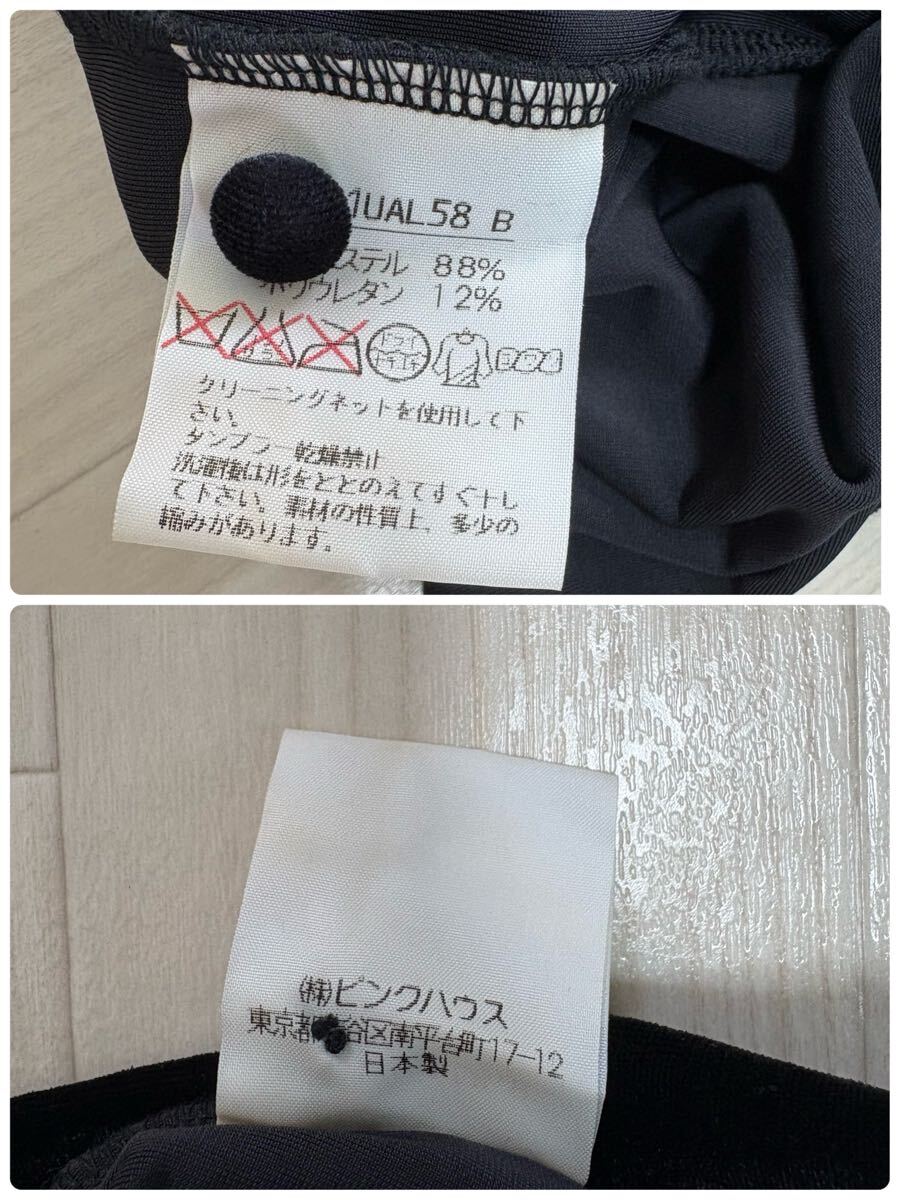 1UAL58 B
ステル 88%
ポリウレタン 12%
ドライ
クリーニングネットを使用して下
さい。
タンブラー乾燥禁止
洗濯後は形をととのえてすぐ干し
て下さい。素材の性質上、多少の
縮みがあります。
(株)ピンクハウス
東京都 谷区南平台町17-12
日本製